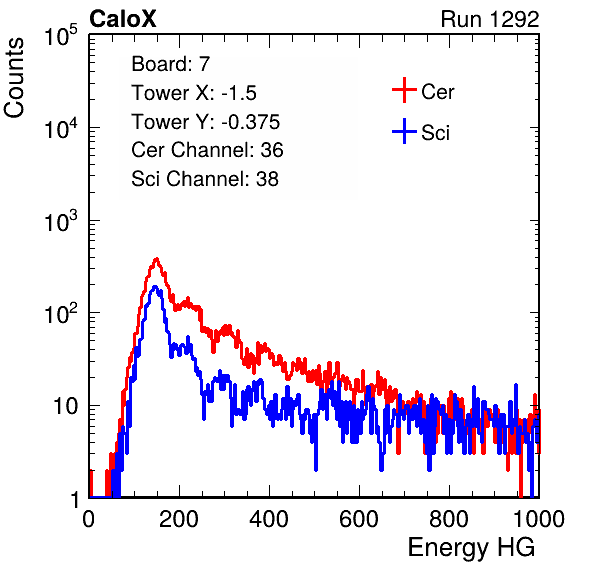 CaloX Run 1292
Counts
Board: 7
Tower X: -1.5
Tower Y: -0.375
Cer Channel: 36
Sci Channel: 38
Cer
Sci
10^5
10^4
10^3
10^2
10
1
0 200 400 600 800 1000
Energy HG